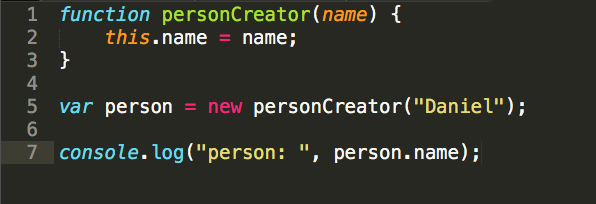 1 function personCreator(name) {
2     this.name = name;
3 }
4
5 var person = new personCreator("Daniel");
6
7 console.log("person: ", person.name);